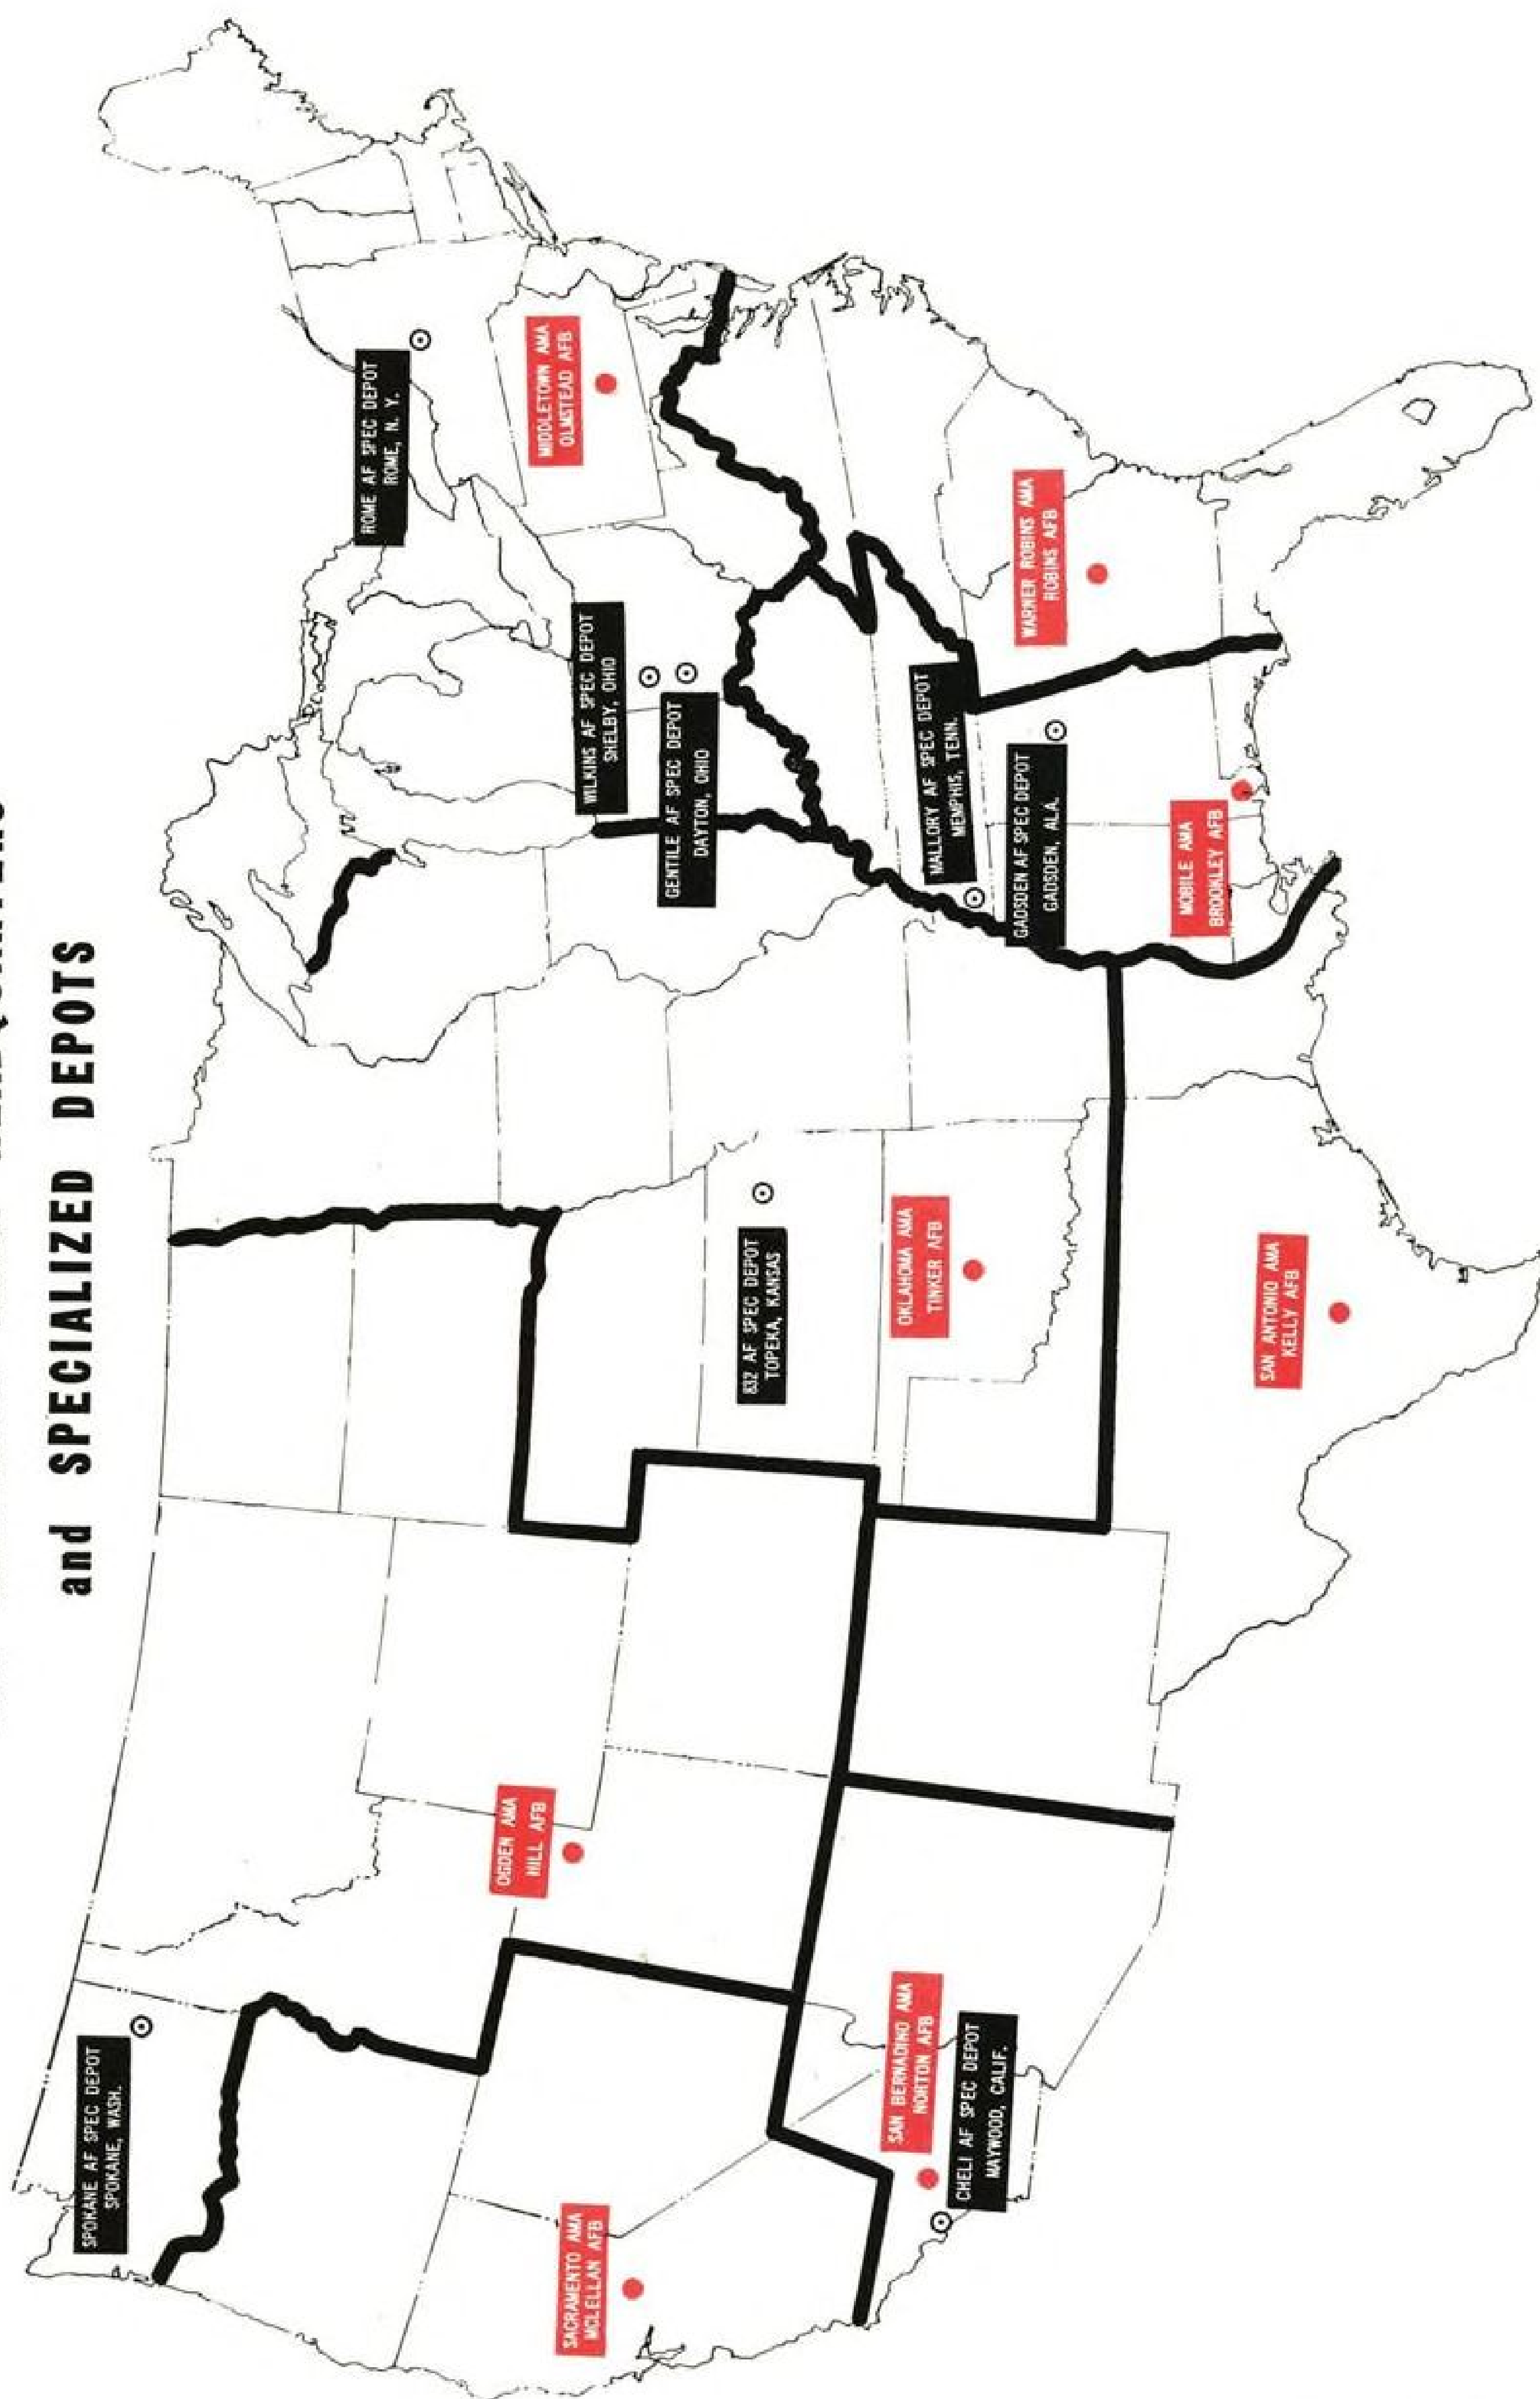 and SPECIALIZED DEPOTS
SPOKANE AF SPEC DEPOT
SPOKANE, WASH.
ROME AF SPEC DEPOT
ROME, N. Y.
MIDDLETOWN AMA
OLMSTEAD AFB
WILKINS AF SPEC DEPOT
SHELBY, OHIO
GENTILE AF SPEC DEPOT
DAYTON, OHIO
OGDEN AMA
HILL AFB
SACRAMENTO AMA
MCLELLAN AFB
832 AF SPEC DEPOT
TOPEKA, KANSAS
OKLAHOMA AMA
TINKER AFB
MALLORY AF SPEC DEPOT
MEMPHIS, TENN.
GADSDEN AF SPEC DEPOT
GADSDEN, ALA.
WARNER ROBINS AMA
ROBINS AFB
SAN BERNADINO AMA
NORTON AFB
CHELI AF SPEC DEPOT
MAYWOOD, CALIF.
MOBILE AMA
BROOKLEY AFB
SAN ANTONIO AMA
KELLY AFB